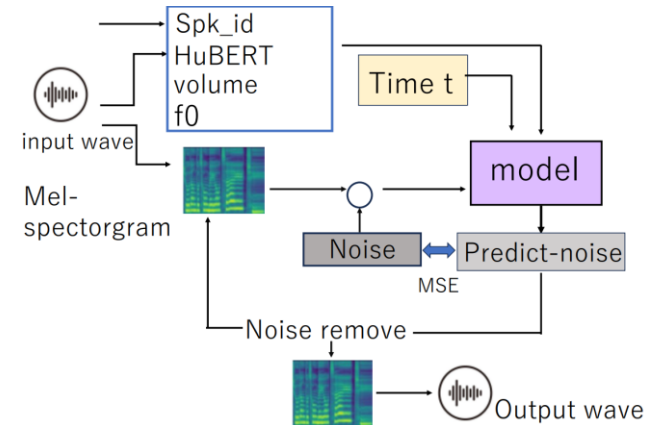 Spk_id
HuBERT
volume
f0
Time t
input wave
model
Mel-
spectorgram
Noise
Predict-noise
MSE
Noise remove
Output wave